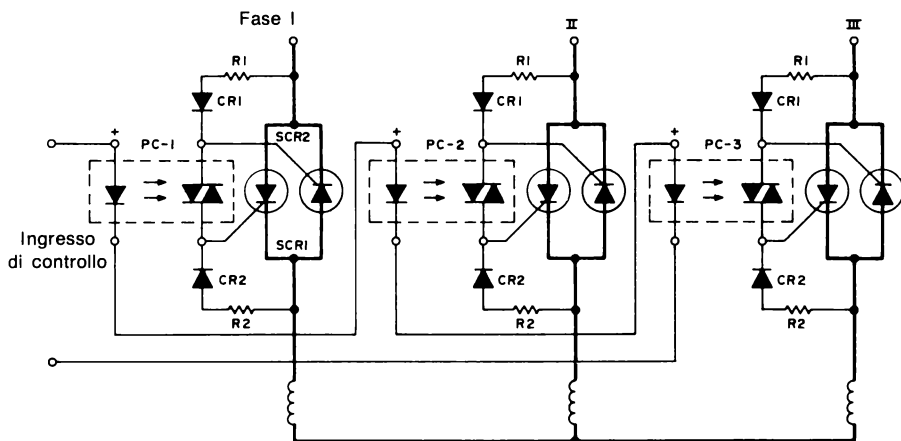 Fase I
II
III
R1
R1
R1
CR1
CR1
CR1
SCR2
+
PC-1
+
PC-2
+
PC-3
Ingresso
di controllo
SCR1
CR2
CR2
CR2
R2
R2
R2